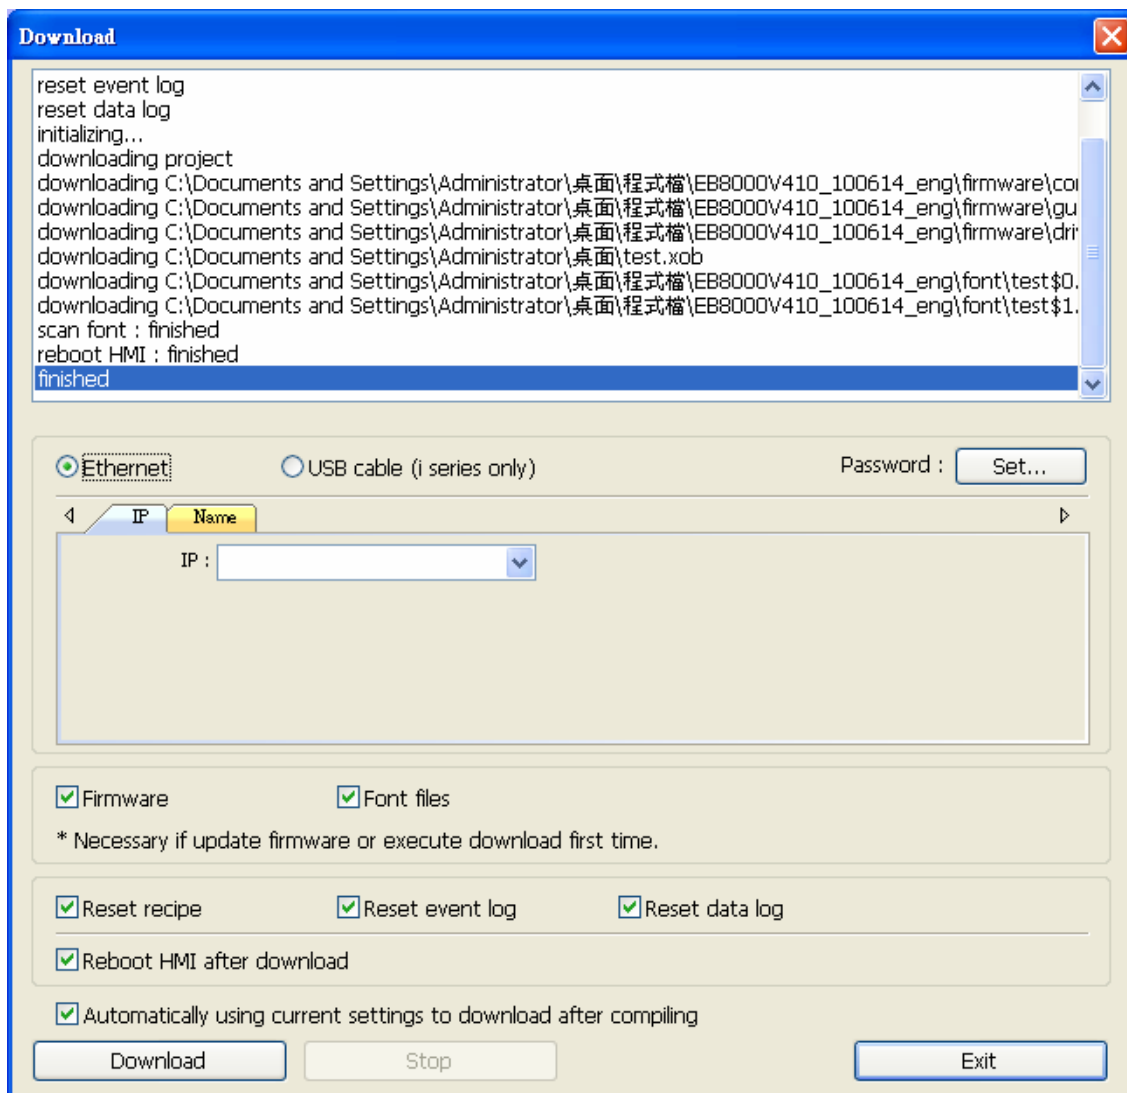 Download
reset event log
reset data log
initializing...
downloading project
downloading C:\Documents and Settings\Administrator\桌面\程式檔\EB8000V410_100614_eng\firmware\co
downloading C:\Documents and Settings\Administrator\桌面\程式檔\EB8000V410_100614_eng\firmware\gu
downloading C:\Documents and Settings\Administrator\桌面\程式檔\EB8000V410_100614_eng\firmware\dri
downloading C:\Documents and Settings\Administrator\桌面\test.xob
downloading C:\Documents and Settings\Administrator\桌面\程式檔\EB8000V410_100614_eng\font\test$0.
downloading C:\Documents and Settings\Administrator\桌面\程式檔\EB8000V410_100614_eng\font\test$1.
scan font : finished
reboot HMI : finished
finished
Ethernet USB cable (i series only) Password : Set...
IP Name
IP :
Firmware Font files
* Necessary if update firmware or execute download first time.
Reset recipe Reset event log Reset data log
Reboot HMI after download
Automatically using current settings to download after compiling
Download Stop Exit